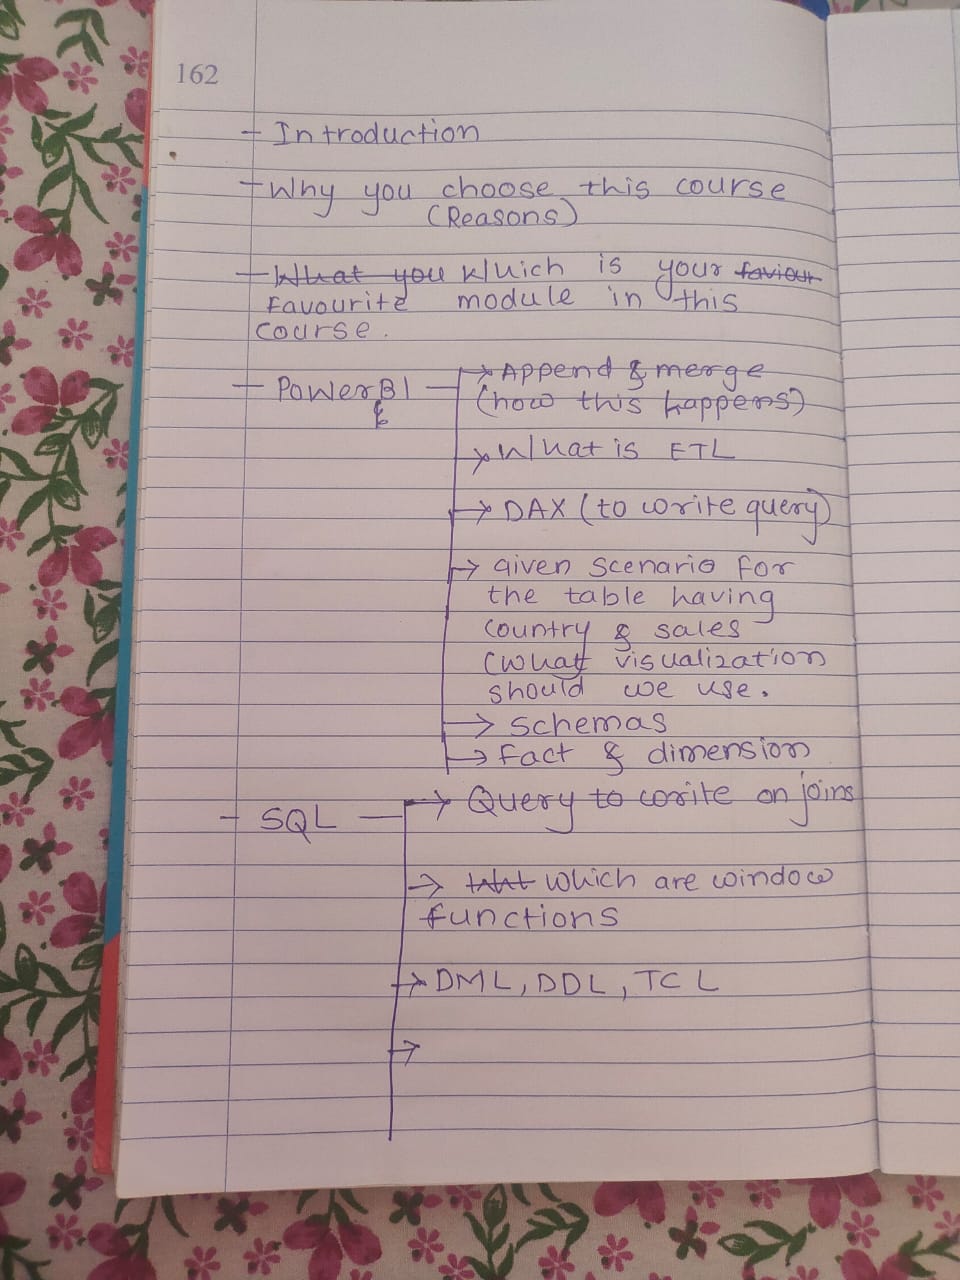 162
- Introduction
- Why you choose this course
(Reasons)
- What you Which is your faviour
favourite module in this
course.
- Power BI → Append & merge
(how this happens)
→ What is ETL
→ DAX (to write query)
→ given scenario for
the table having
country & sales
(what visualization
should we use.
→ schemas
→ fact & dimension
- SQL → Query to write on joins
→ which are window
functions
→ DML, DDL, TCL
→